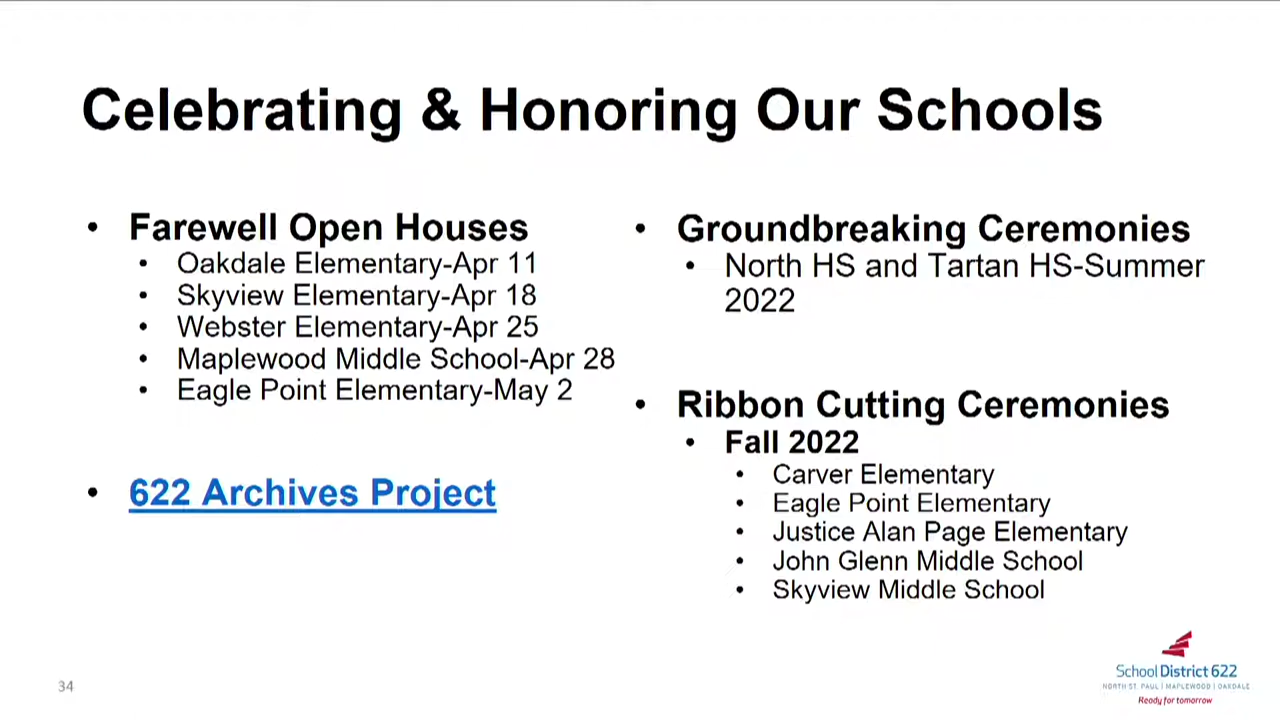 Celebrating & Honoring Our Schools
• Farewell Open Houses
• Oakdale Elementary-Apr 11
• Skyview Elementary-Apr 18
• Webster Elementary-Apr 25
• Maplewood Middle School-Apr 28
• Eagle Point Elementary-May 2
• 622 Archives Project
• Groundbreaking Ceremonies
• North HS and Tartan HS-Summer
2022
• Ribbon Cutting Ceremonies
• Fall 2022
• Carver Elementary
• Eagle Point Elementary
• Justice Alan Page Elementary
• John Glenn Middle School
• Skyview Middle School
34
School District 622
NORTH ST. PAUL | MAPLEWOOD | OAKDALE
Ready for tomorrow